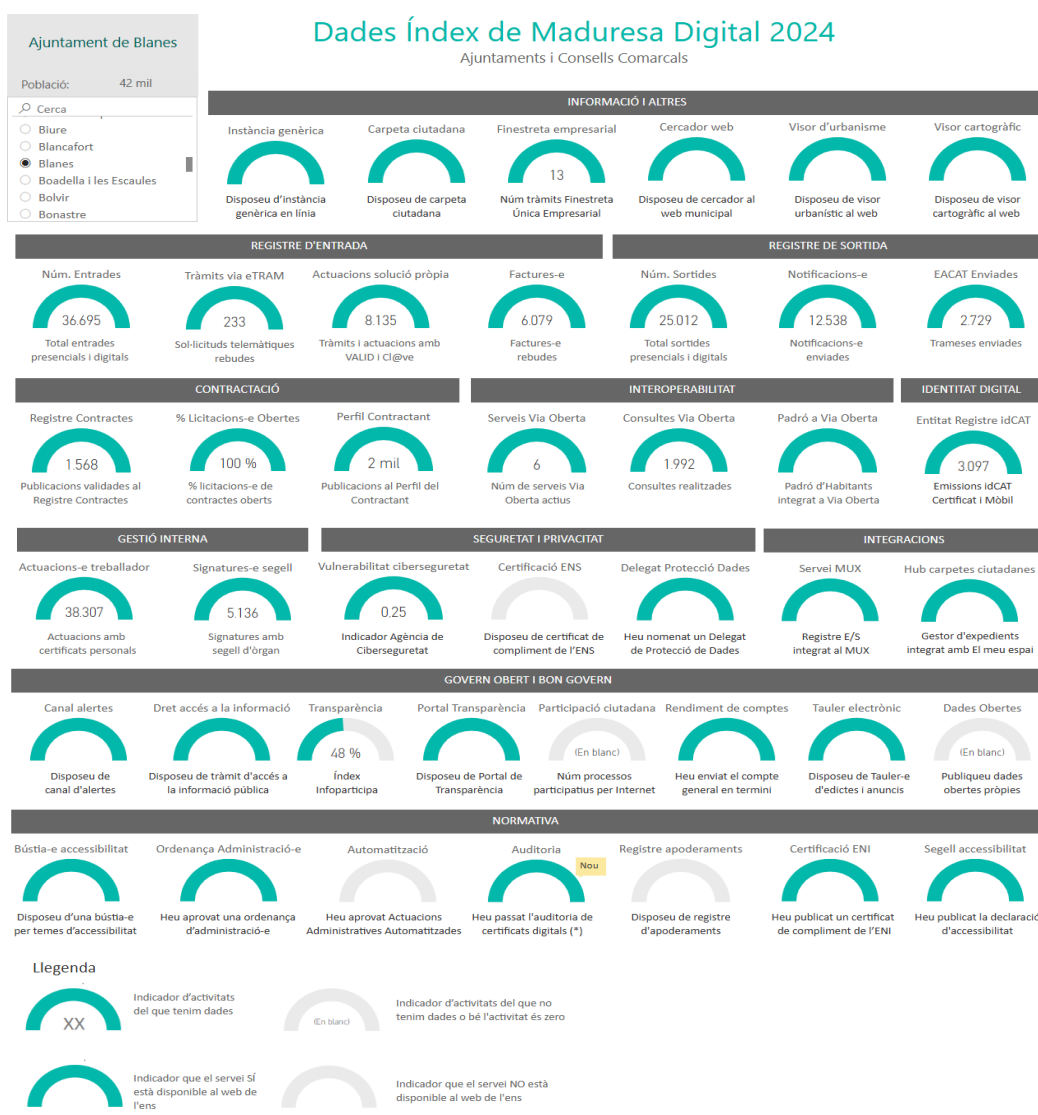 Ajuntament de Blanes
Població: 42 mil
Cerca
Biure
Blancafort
Blanes
Boadella i les Escaules
Bolvir
Bonastre
Dades Índex de Maduresa Digital 2024
Ajuntaments i Consells Comarcals
INFORMACIÓ I ALTRES
Instància genèrica
Disposeu d'instància
genèrica en línia
Carpeta ciutadana
Disposeu de carpeta
ciutadana
Finestreta empresarial
13
Núm tràmits Finestreta
Única Empresarial
Cercador web
Disposeu de cercador al
web municipal
Visor d'urbanisme
Disposeu de visor
urbanístic al web
Visor cartogràfic
Disposeu de visor
cartogràfic al web
REGISTRE D'ENTRADA
Núm. Entrades
36.695
Total entrades
presencials i digitals
Tràmits via eTRAM
233
Sol·licituds telemàtiques
rebudes
Actuacions solució pròpia
8.135
Tràmits i actuacions amb
VALID i Cl@ve
Factures-e
6.079
Factures-e
rebudes
REGISTRE DE SORTIDA
Núm. Sortides
25.012
Total sortides
presencials i digitals
Notificacions-e
12.538
Notificacions-e
enviades
EACAT Enviades
2.729
Trameses enviades
CONTRACTACIÓ
Registre Contractes
1.568
Publicacions validades al
Registre Contractes
% Licitacions-e Obertes
100 %
% licitacions-e de
contractes oberts
Perfil Contractant
2 mil
Publicacions al Perfil del
Contractant
INTEROPERABILITAT
Serveis Via Oberta
6
Núm de serveis Via
Oberta actius
Consultes Via Oberta
1.992
Consultes realitzades
Padró a Via Oberta
Padró d'Habitants
integrat a Via Oberta
IDENTITAT DIGITAL
Entitat Registre idCAT
3.097
Emissions idCAT
Certificat i Mòbil
GESTIÓ INTERNA
Actuacions-e treballador
38.307
Actuacions amb
certificats personals
Signatures-e segell
5.136
Signatures amb
segell d'òrgan
SEGURETAT I PRIVACITAT
Vulnerabilitat ciberseguretat
0.25
Indicador Agència de
Ciberseguretat
Certificació ENS
Disposeu de certificat de
compliment de l'ENS
Delegat Protecció Dades
Heu nomenat un Delegat
de Protecció de Dades
INTEGRACIONS
Servei MUX
Registre E/S
integrat al MUX
Hub carpetes ciutadanes
Gestor d'expedients
integrat amb El meu espai
GOVERN OBERT I BON GOVERN
Canal alertes
Disposeu de
canal d'alertes
Dret accés a la informació
Disposeu de tràmit d'accés a
la informació pública
Transparència
48 %
Índex
Infoparticipa
Portal Transparència
Disposeu de Portal de
Transparència
Participació ciutadana
(En blanc)
Núm processos
participatius per Internet
Rendiment de comptes
Heu enviat el compte
general en termini
Tauler electrònic
Disposeu de Tauler-e
d'edictes i anuncis
Dades Obertes
(En blanc)
Publiqueu dades
obertes pròpies
NORMATIVA
Bústia-e accessibilitat
Disposeu d'una bústia-e
per temes d'accessibilitat
Ordenança Administració-e
Heu aprovat una ordenança
d'administració-e
Automatització
Heu aprovat Actuacions
Administratives Automatitzades
Auditoria
Nou
Heu passat l'auditoria de
certificats digitals (*)
Registre apoderaments
Disposeu de registre
d'apoderaments
Certificació ENI
Heu publicat un certificat
de compliment de l'ENI
Segell accessibilitat
Heu publicat la declaració
d'accessibilitat
Llegenda
XX
Indicador d'activitats
del que tenim dades
(En blanc)
Indicador d'activitats del que no
tenim dades o bé l'activitat és zero
Indicador que el servei SÍ
està disponible al web de
l'ens
Indicador que el servei NO està
disponible al web de l'ens